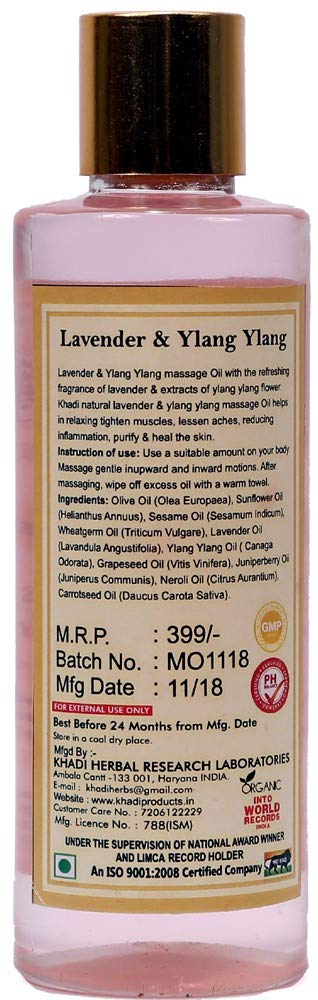 Lavender & Ylang Ylang
Lavender & Ylang Ylang massage Oil with the refreshing
fragrance of lavender & extracts of ylang ylang flower.
Khadi natural lavender & ylang ylang massage Oil helps
in relaxing tighten muscles, lessen aches, reducing
inflammation, purify & heal the skin.
Instruction of use: Use a suitable amount on your body.
Massage gentle inupward and inward motions. After
massaging, wipe off excess oil with a warm towel.
Ingredients: Olive Oil (Olea Europaea), Sunflower Oil
(Helianthus Annuus), Sesame Oil (Sesamum Indicum),
Wheatgerm Oil (Triticum Vulgare), Lavender Oil
(Lavandula Angustifolia), Ylang Ylang Oil ( Canaga
Odorata), Grapeseed Oil (Vitis Vinifera), Juniperberry Oil
(Juniperus Communis), Neroli Oil (Citrus Aurantium).
Carrotseed Oil (Daucus Carota Sativa).
GMP
M.R.P. : 399/-
Batch No. : MO1118
Mfg Date : 11/18
PH
FOR EXTERNAL USE ONLY
Best Before 24 Months from Mfg. Date
Store in a cool dry place.
Mfgd By :-
KHADI HERBAL RESEARCH LABORATORIES
Ambala Cantt -133 001, Haryana INDIA.
E-mail : khadiherbs@gmail.com
Website : www.khadiproducts.in
Customer Care No. : 7206122229
Mfg. Licence No. : 788(ISM)
ORGANIC
INTO
WORLD
RECORDS
INDIA
UNDER THE SUPERVISION OF NATIONAL AWARD WINNER
AND LIMCA RECORD HOLDER
An ISO 9001:2008 Certified Company